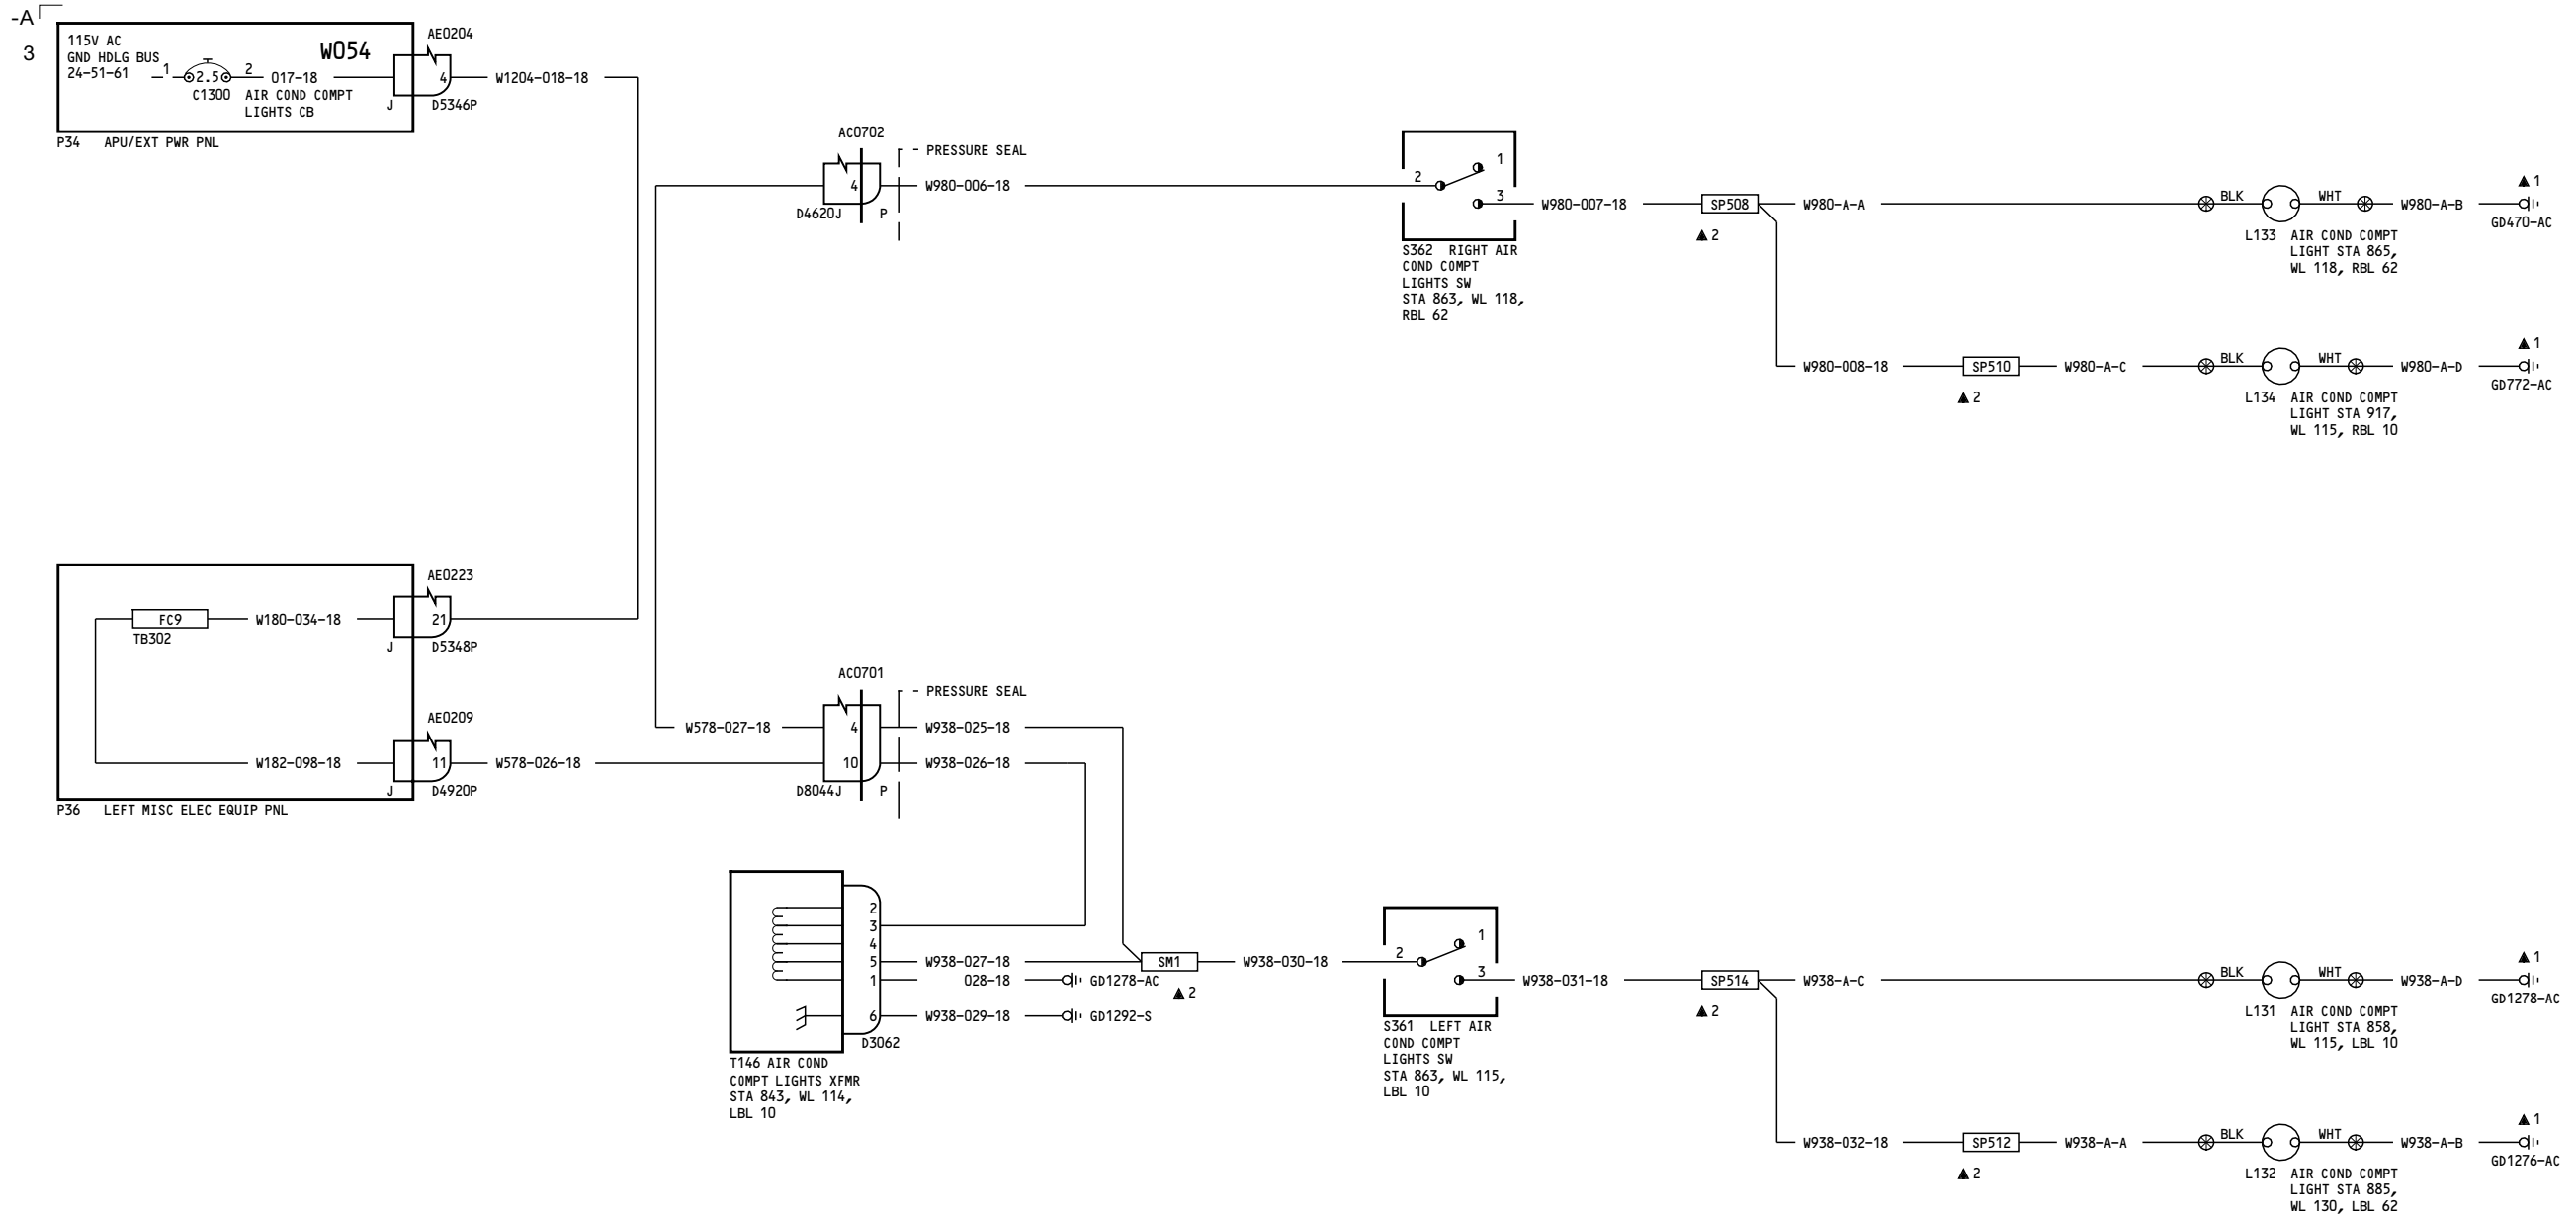 -A
3
115V AC
GND HDLG BUS
24-51-61
1
2.5
2
017-18
C1300 AIR COND COMPT
LIGHTS CB
W054
J
AE0204
4
D5346P
W1204-018-18
P34 APU/EXT PWR PNL
AC0702
PRESSURE SEAL
4
W980-006-18
D4620J
P
2
1
3
S362 RIGHT AIR
COND COMPT
LIGHTS SW
STA 863, WL 118,
RBL 62
W980-007-18
SP508
▲ 2
W980-A-A
BLK
WHT
W980-A-B
▲ 1
GD470-AC
L133 AIR COND COMPT
LIGHT STA 865,
WL 118, RBL 62
W980-008-18
SP510
▲ 2
W980-A-C
BLK
WHT
W980-A-D
▲ 1
GD772-AC
L134 AIR COND COMPT
LIGHT STA 917,
WL 115, RBL 10
FC9
TB302
W180-034-18
J
AE0223
21
D5348P
W182-098-18
J
AE0209
11
D4920P
W578-026-18
P36 LEFT MISC ELEC EQUIP PNL
W578-027-18
AC0701
PRESSURE SEAL
4
10
D8044J
P
W938-025-18
W938-026-18
2
3
4
5
1
6
D3062
T146 AIR COND
COMPT LIGHTS XFMR
STA 843, WL 114,
LBL 10
W938-027-18
028-18
GD1278-AC
W938-029-18
GD1292-S
SM1
▲ 2
W938-030-18
2
1
3
S361 LEFT AIR
COND COMPT
LIGHTS SW
STA 863, WL 115,
LBL 10
W938-031-18
SP514
▲ 2
W938-A-C
BLK
WHT
W938-A-D
▲ 1
GD1278-AC
L131 AIR COND COMPT
LIGHT STA 858,
WL 115, LBL 10
W938-032-18
SP512
▲ 2
W938-A-A
BLK
WHT
W938-A-B
▲ 1
GD1276-AC
L132 AIR COND COMPT
LIGHT STA 885,
WL 130, LBL 62